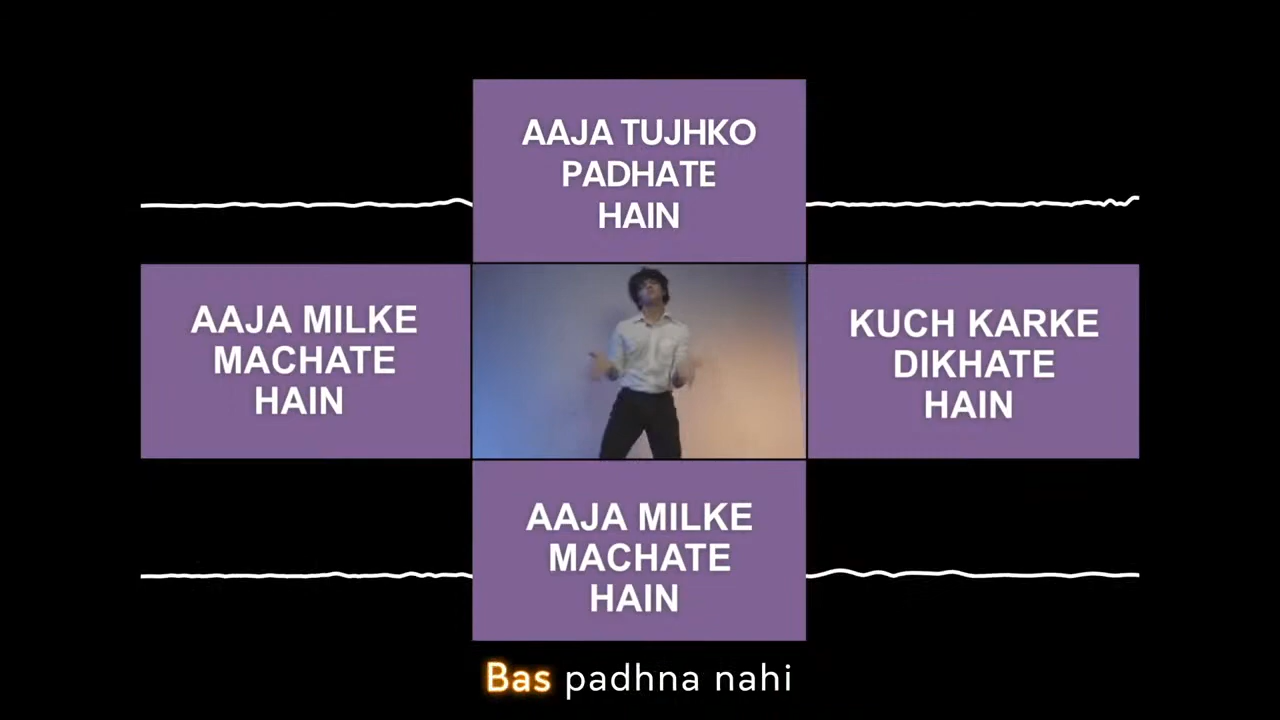 AAJA TUJHKO
PADHATE
HAIN
AAJA MILKE
MACHATE
HAIN
KUCH KARKE
DIKHATE
HAIN
AAJA MILKE
MACHATE
HAIN
Bas padhna nahi